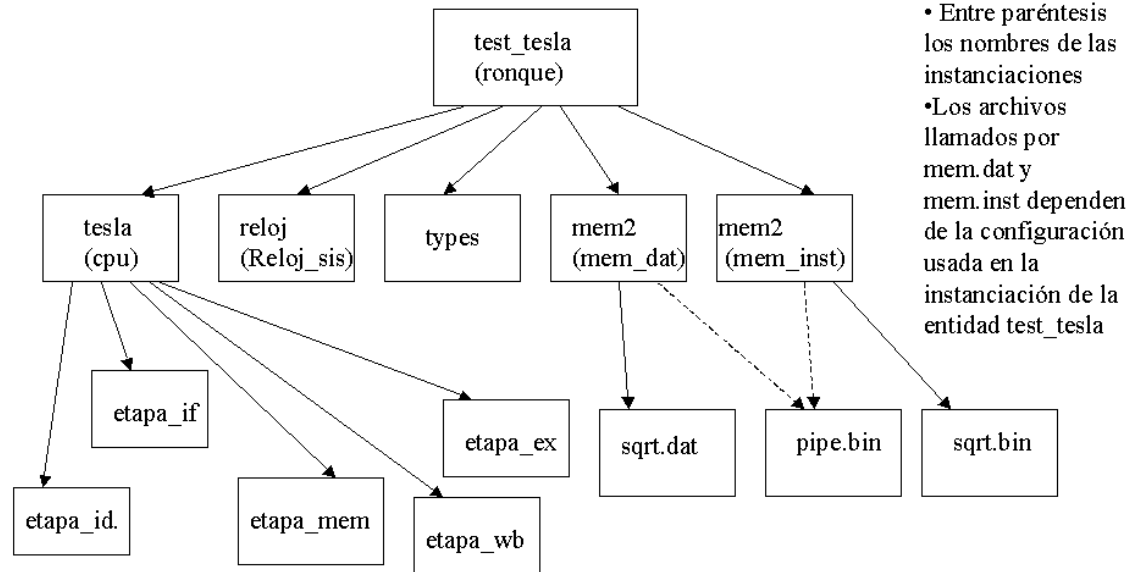 test_tesla
(ronque)
• Entre paréntesis
los nombres de las
instanciaciones
•Los archivos
llamados por
mem.dat y
mem.inst dependen
de la configuración
usada en la
instanciación de la
entidad test_tesla
tesla
(cpu)
reloj
(Reloj_sis)
types
mem2
(mem_dat)
mem2
(mem_inst)
etapa_if
etapa_ex
sqrt.dat
pipe.bin
sqrt.bin
etapa_id.
etapa_mem
etapa_wb